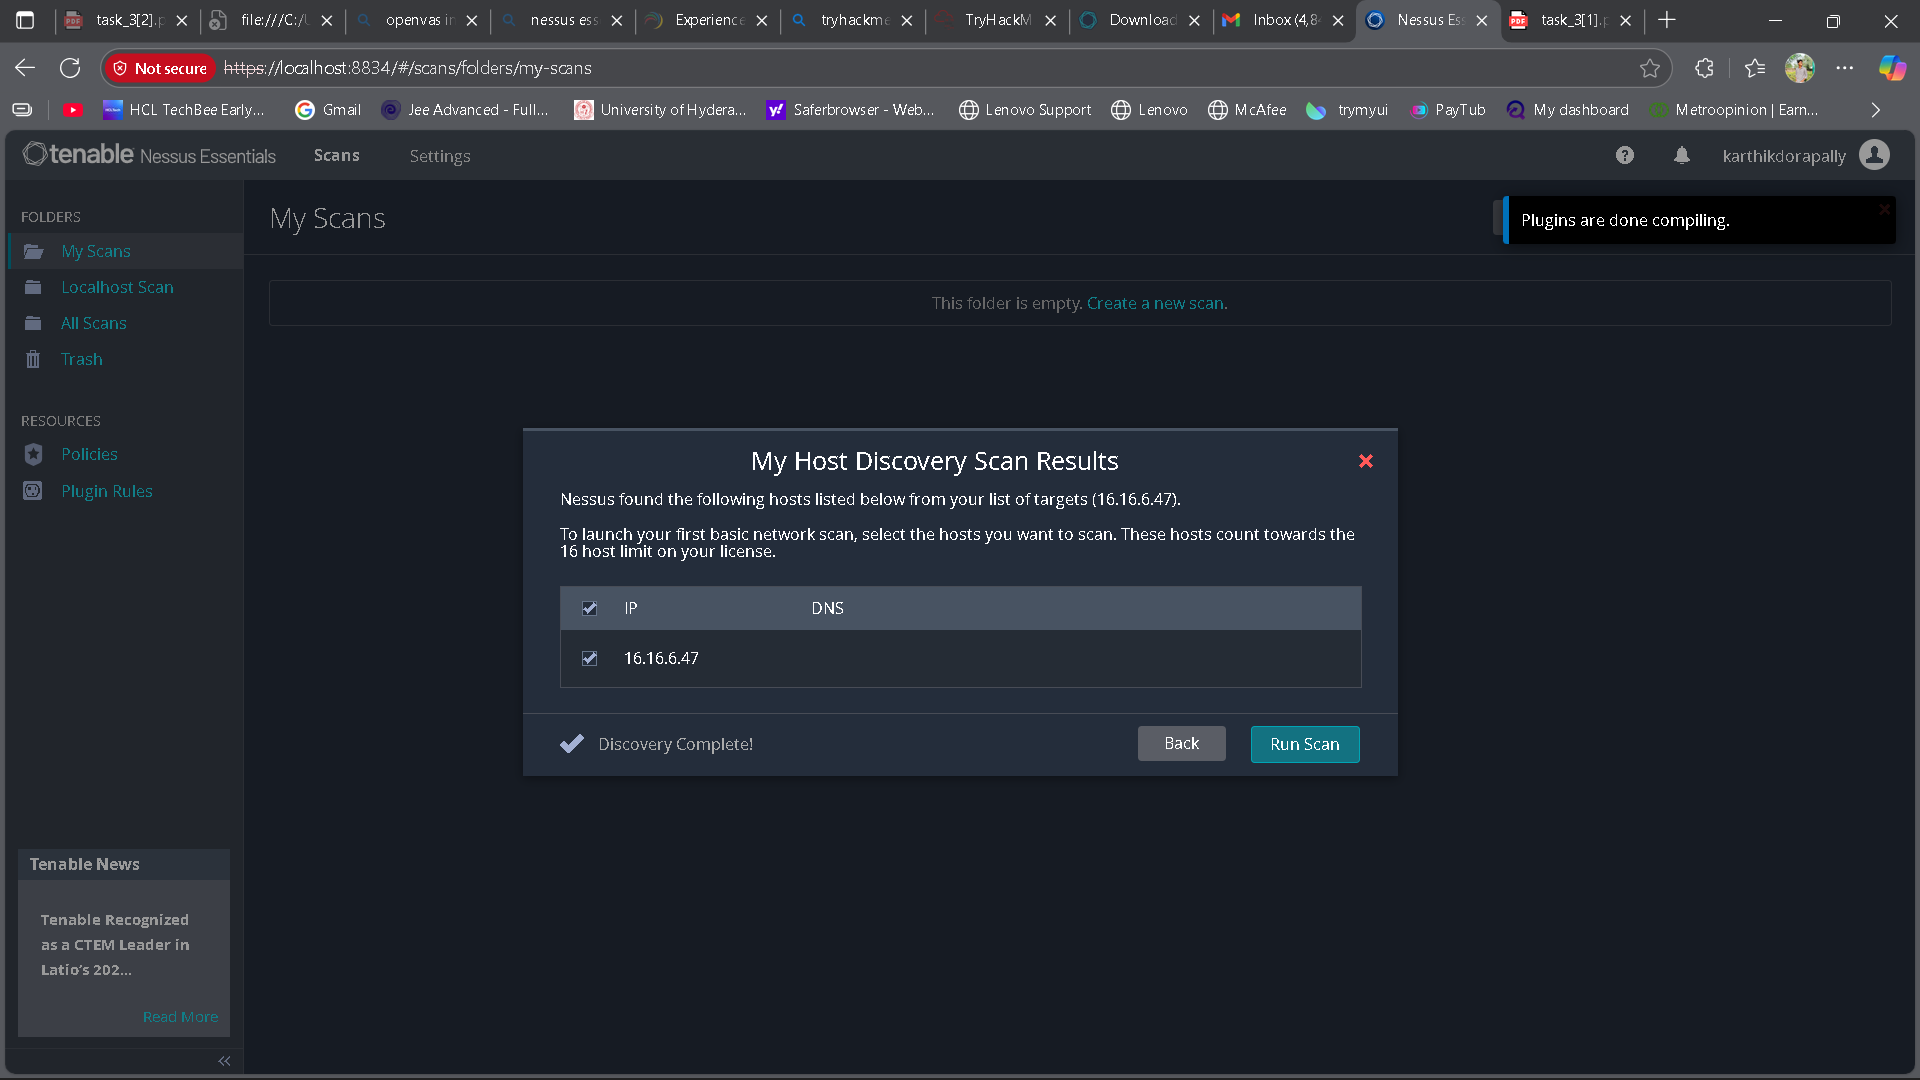 task_3[2].p
file:///C:/U
openvas in
nessus ess
Experience
tryhackme
TryHackM
Download
Inbox (4,84
Nessus Ess
task_3[1].p
Not secure
https://localhost:8834/#/scans/folders/my-scans
HCL TechBee Early...
Gmail
Jee Advanced - Full...
University of Hydera...
Saferbrowser - Web...
Lenovo Support
Lenovo
McAfee
trymyui
PayTub
My dashboard
Metroopinion | Earn...
tenable Nessus Essentials
Scans
Settings
karthikdorapally
FOLDERS
My Scans
Localhost Scan
All Scans
Trash
RESOURCES
Policies
Plugin Rules
My Scans
Plugins are done compiling.
This folder is empty. Create a new scan.
My Host Discovery Scan Results
Nessus found the following hosts listed below from your list of targets (16.16.6.47).
To launch your first basic network scan, select the hosts you want to scan. These hosts count towards the
16 host limit on your license.
IP DNS
16.16.6.47
Discovery Complete!
Back
Run Scan
Tenable News
Tenable Recognized
as a CTEM Leader in
Latio’s 202...
Read More